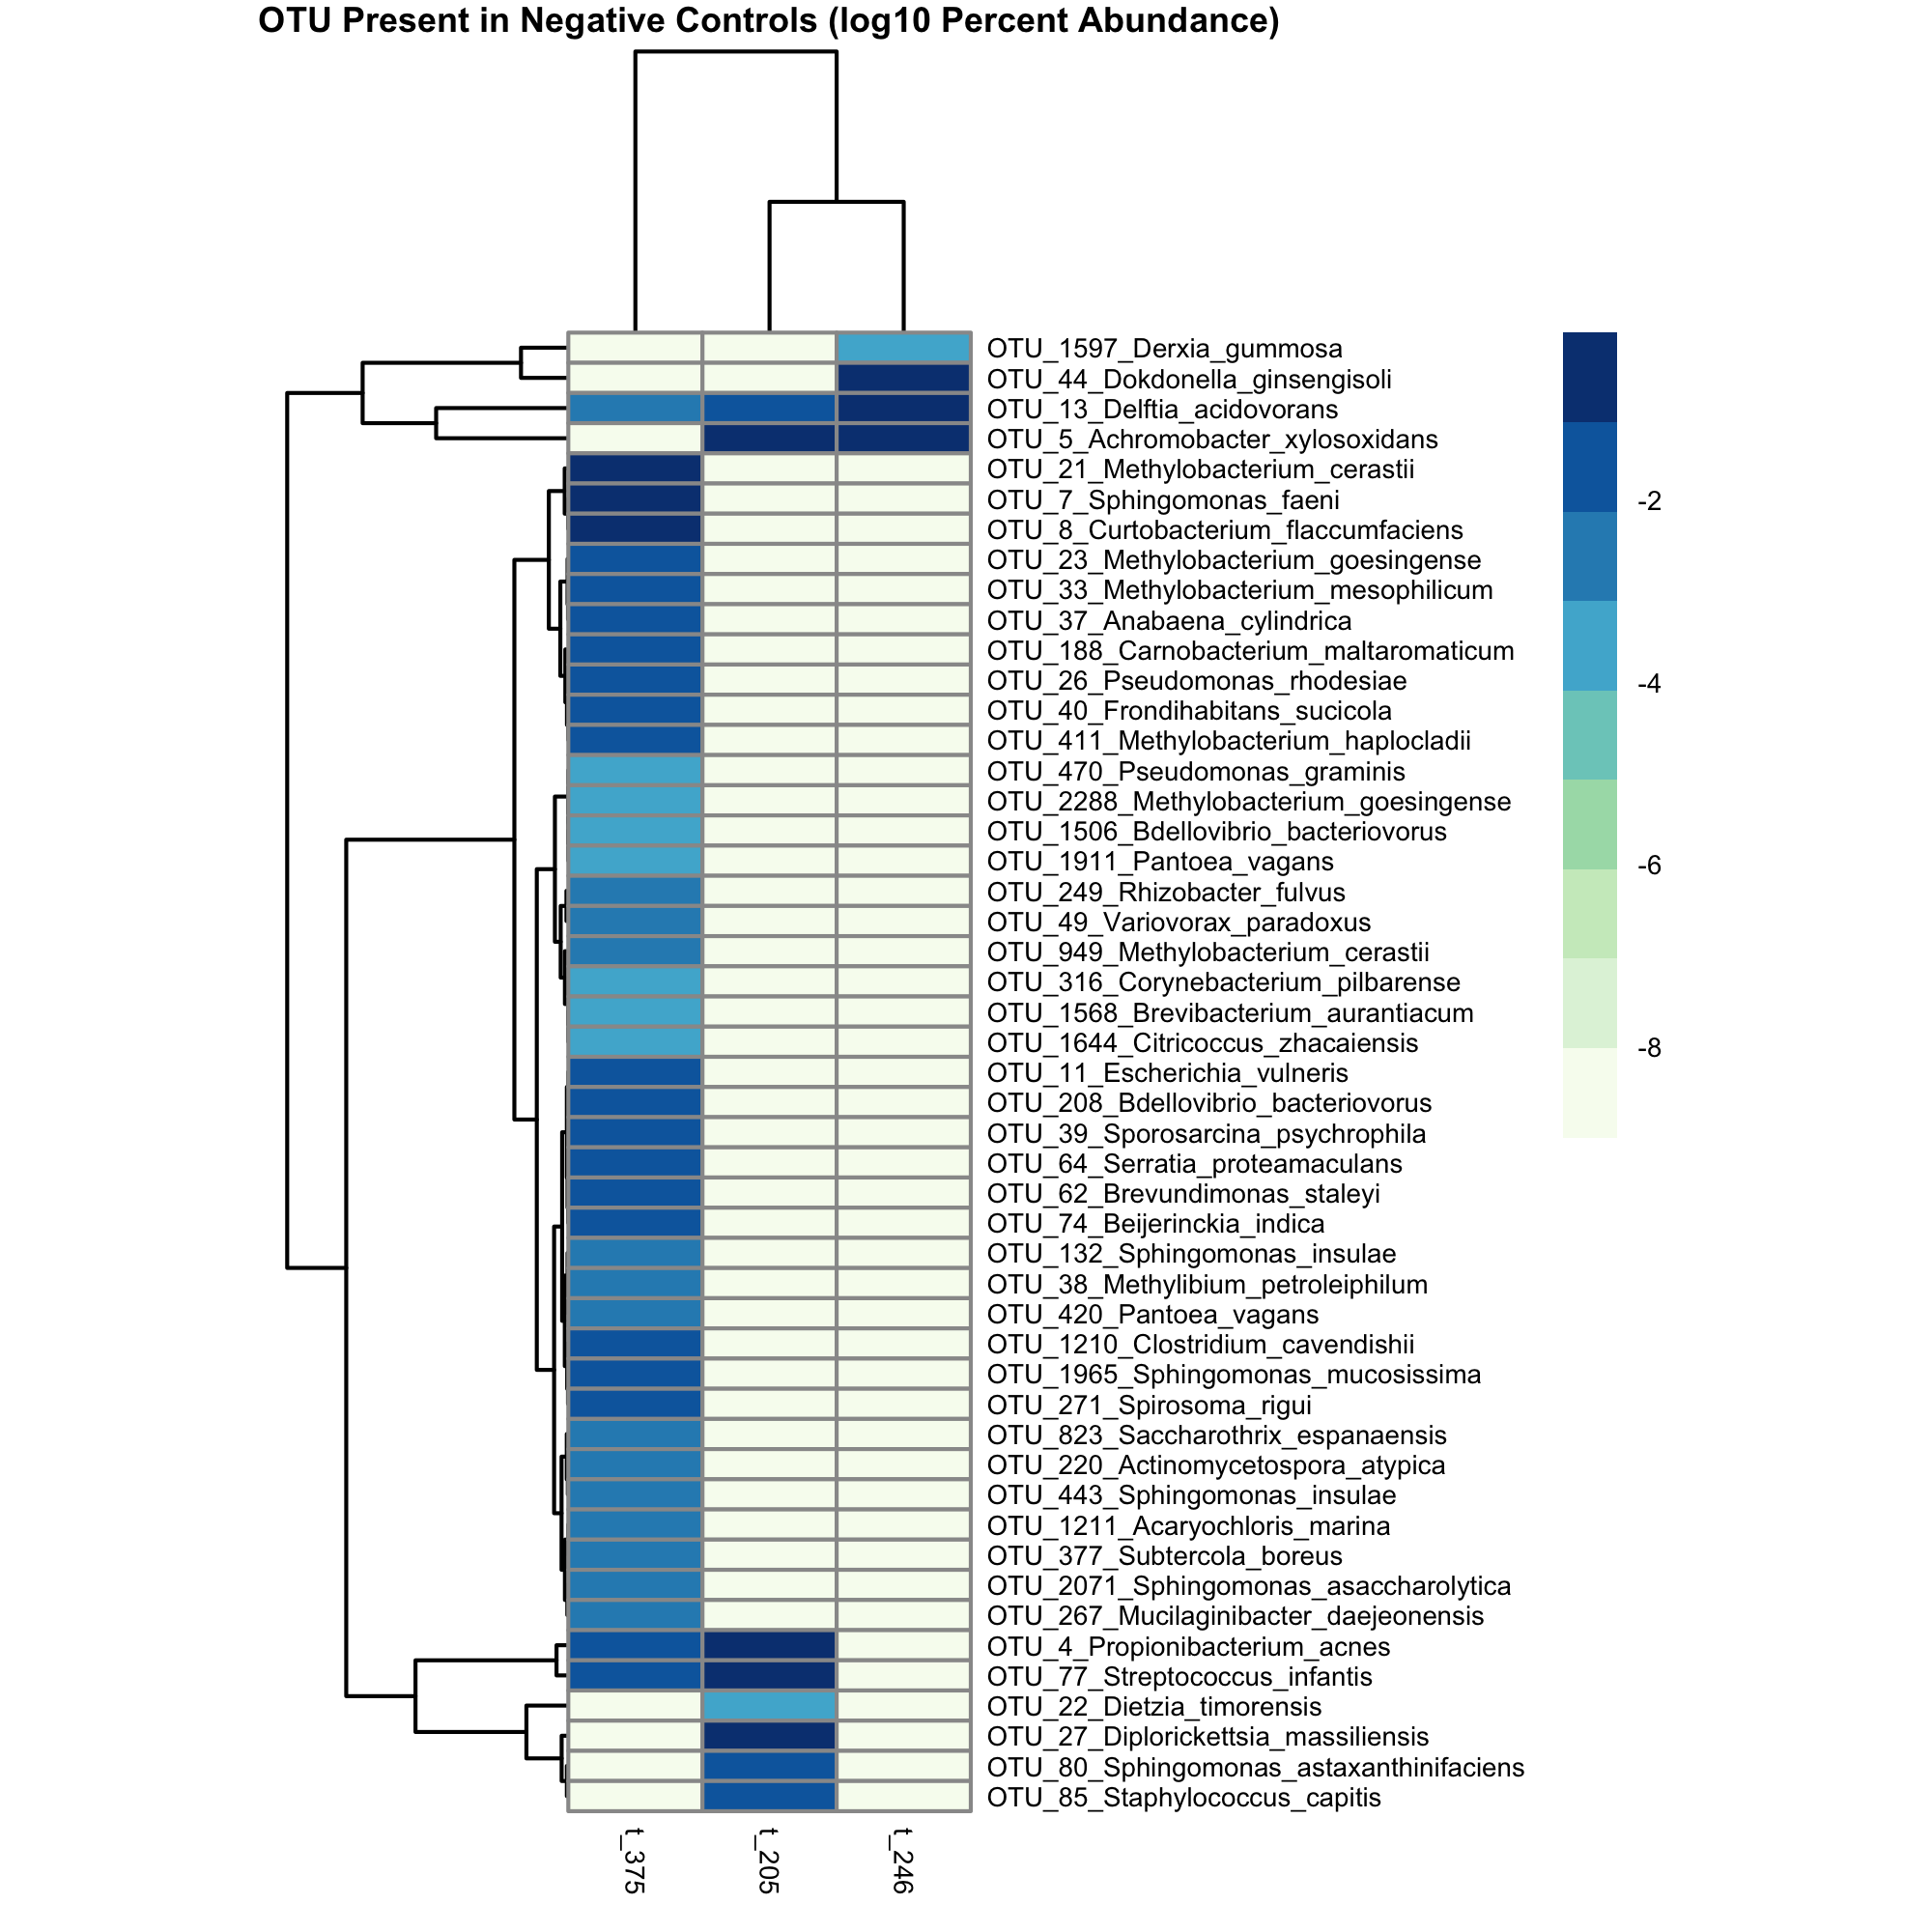 OTU Present in Negative Controls (log10 Percent Abundance)
OTU_1597_Derxia_gummosa
OTU_44_Dokdonella_ginsengisoli
OTU_13_Delftia_acidovorans
OTU_5_Achromobacter_xylosoxidans
OTU_21_Methylobacterium_cerastii
OTU_7_Sphingomonas_faeni
OTU_8_Curtobacterium_flaccumfaciens
OTU_23_Methylobacterium_goesingense
OTU_33_Methylobacterium_mesophilicum
OTU_37_Anabaena_cylindrica
OTU_188_Carnobacterium_maltaromaticum
OTU_26_Pseudomonas_rhodesiae
OTU_40_Frondihabitans_sucicola
OTU_411_Methylobacterium_haplocladii
OTU_470_Pseudomonas_graminis
OTU_2288_Methylobacterium_goesingense
OTU_1506_Bdellovibrio_bacteriovorus
OTU_1911_Pantoea_vagans
OTU_249_Rhizobacter_fulvus
OTU_49_Variovorax_paradoxus
OTU_949_Methylobacterium_cerastii
OTU_316_Corynebacterium_pilbarense
OTU_1568_Brevibacterium_aurantiacum
OTU_1644_Citricoccus_zhacaiensis
OTU_11_Escherichia_vulneris
OTU_208_Bdellovibrio_bacteriovorus
OTU_39_Sporosarcina_psychrophila
OTU_64_Serratia_proteamaculans
OTU_62_Brevundimonas_staleyi
OTU_74_Beijerinckia_indica
OTU_132_Sphingomonas_insulae
OTU_38_Methylibium_petroleiphilum
OTU_420_Pantoea_vagans
OTU_1210_Clostridium_cavendishii
OTU_1965_Sphingomonas_mucosissima
OTU_271_Spirosoma_rigui
OTU_823_Saccharothrix_espanaensis
OTU_220_Actinomycetospora_atypica
OTU_443_Sphingomonas_insulae
OTU_1211_Acaryochloris_marina
OTU_377_Subtercola_boreus
OTU_2071_Sphingomonas_asaccharolytica
OTU_267_Mucilaginibacter_daejeonensis
OTU_4_Propionibacterium_acnes
OTU_77_Streptococcus_infantis
OTU_22_Dietzia_timorensis
OTU_27_Diplorickettsia_massiliensis
OTU_80_Sphingomonas_astaxanthinifaciens
OTU_85_Staphylococcus_capitis
-2
-4
-6
-8
t_375
t_205
t_246